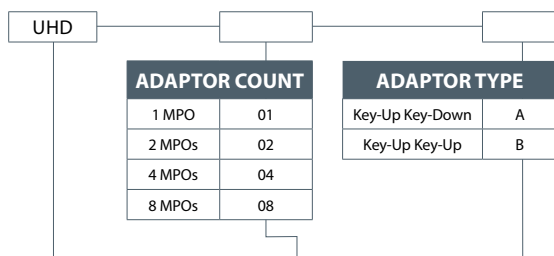 UHD
ADAPTOR COUNT
1 MPO 01
2 MPOs 02
4 MPOs 04
8 MPOs 08
ADAPTOR TYPE
Key-Up Key-Down A
Key-Up Key-Up B